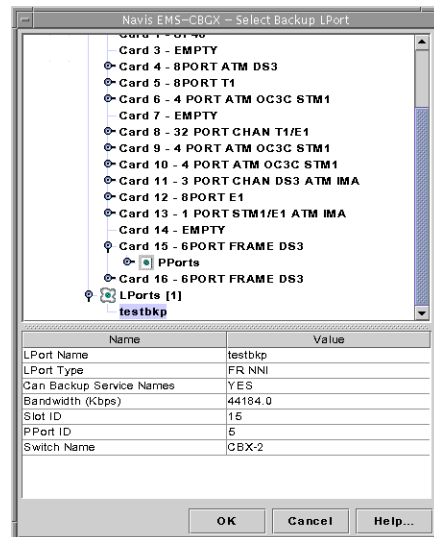 Navis EMS-CBGX - Select Backup LPort
Card 3 - EMPTY
Card 4 - 8PORT ATM DS3
Card 5 - 8PORT T1
Card 6 - 4 PORT ATM OC3C STM1
Card 7 - EMPTY
Card 8 - 32 PORT CHAN T1/E1
Card 9 - 4 PORT ATM OC3C STM1
Card 10 - 4 PORT ATM OC3C STM1
Card 11 - 3 PORT CHAN DS3 ATM IMA
Card 12 - 8PORT E1
Card 13 - 1 PORT STM1/E1 ATM IMA
Card 14 - EMPTY
Card 15 - 6PORT FRAME DS3
PPorts
Card 16 - 6PORT FRAME DS3
LPorts [1]
testbkp
Name Value
LPort Name testbkp
LPort Type FR NNI
Can Backup Service Names YES
Bandwidth (Kbps) 44184.0
Slot ID 15
PPort ID 5
Switch Name CBX-2
OK Cancel Help...